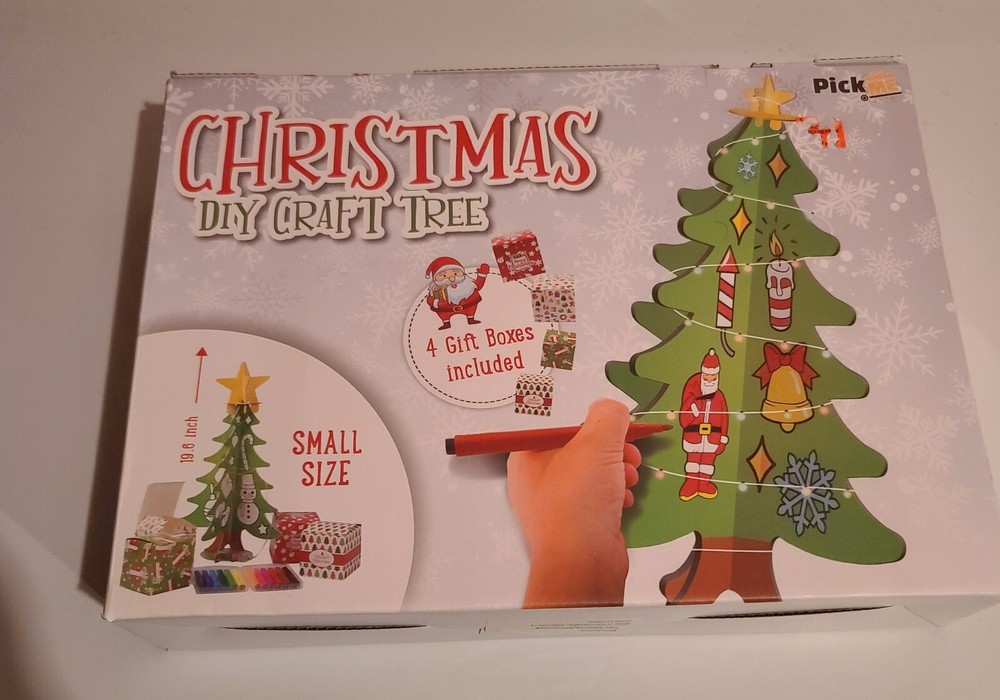 PickME
CHRISTMAS
DIY CRAFT TREE
4 Gift Boxes
included
19.6 inch
SMALL
SIZE